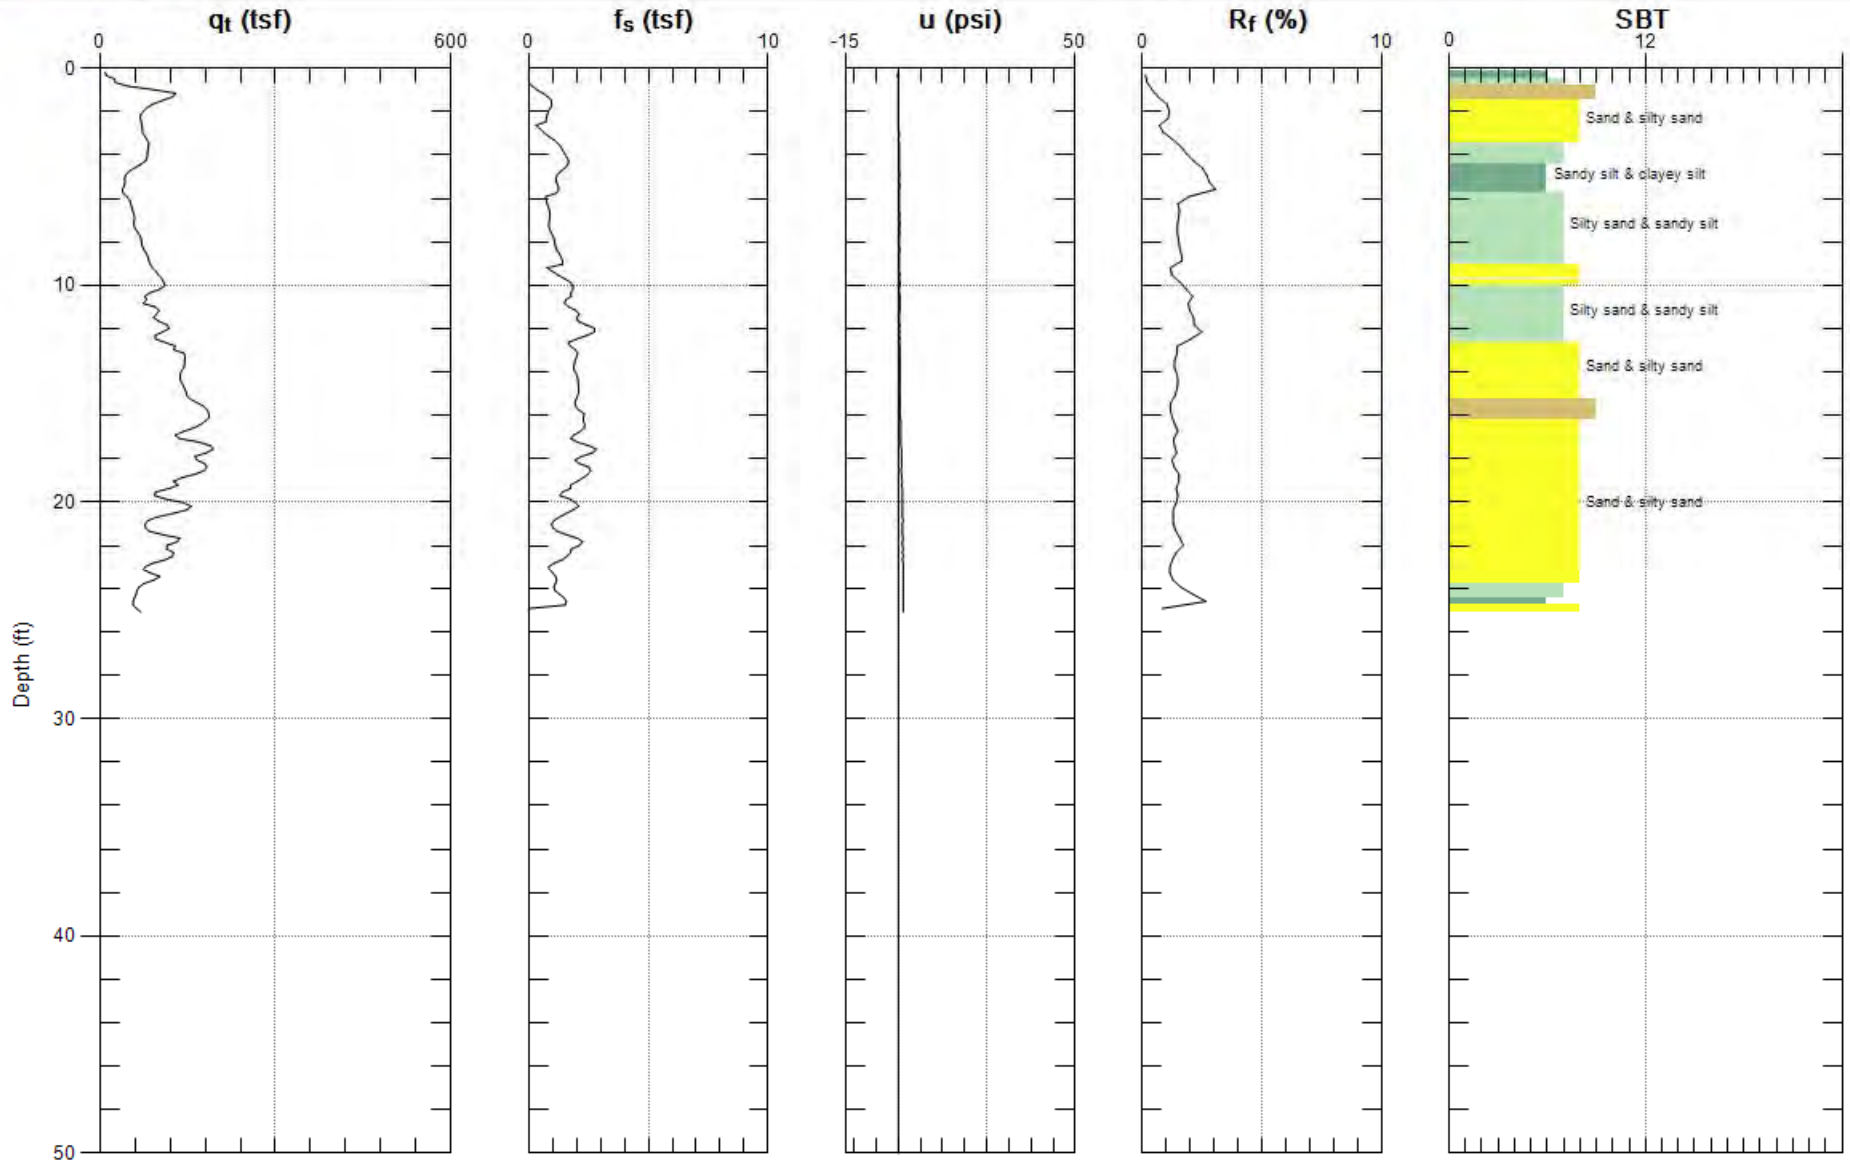 qt (tsf) fs (tsf) u (psi) Rf (%) SBT
0 600 0 10 -15 50 0 10 0 12
0
Sand & silty sand
Sandy silt & clayey silt
Silty sand & sandy silt
10
Silty sand & sandy silt
Sand & silty sand
20
Sand & silty sand
Depth (ft)
30
40
50